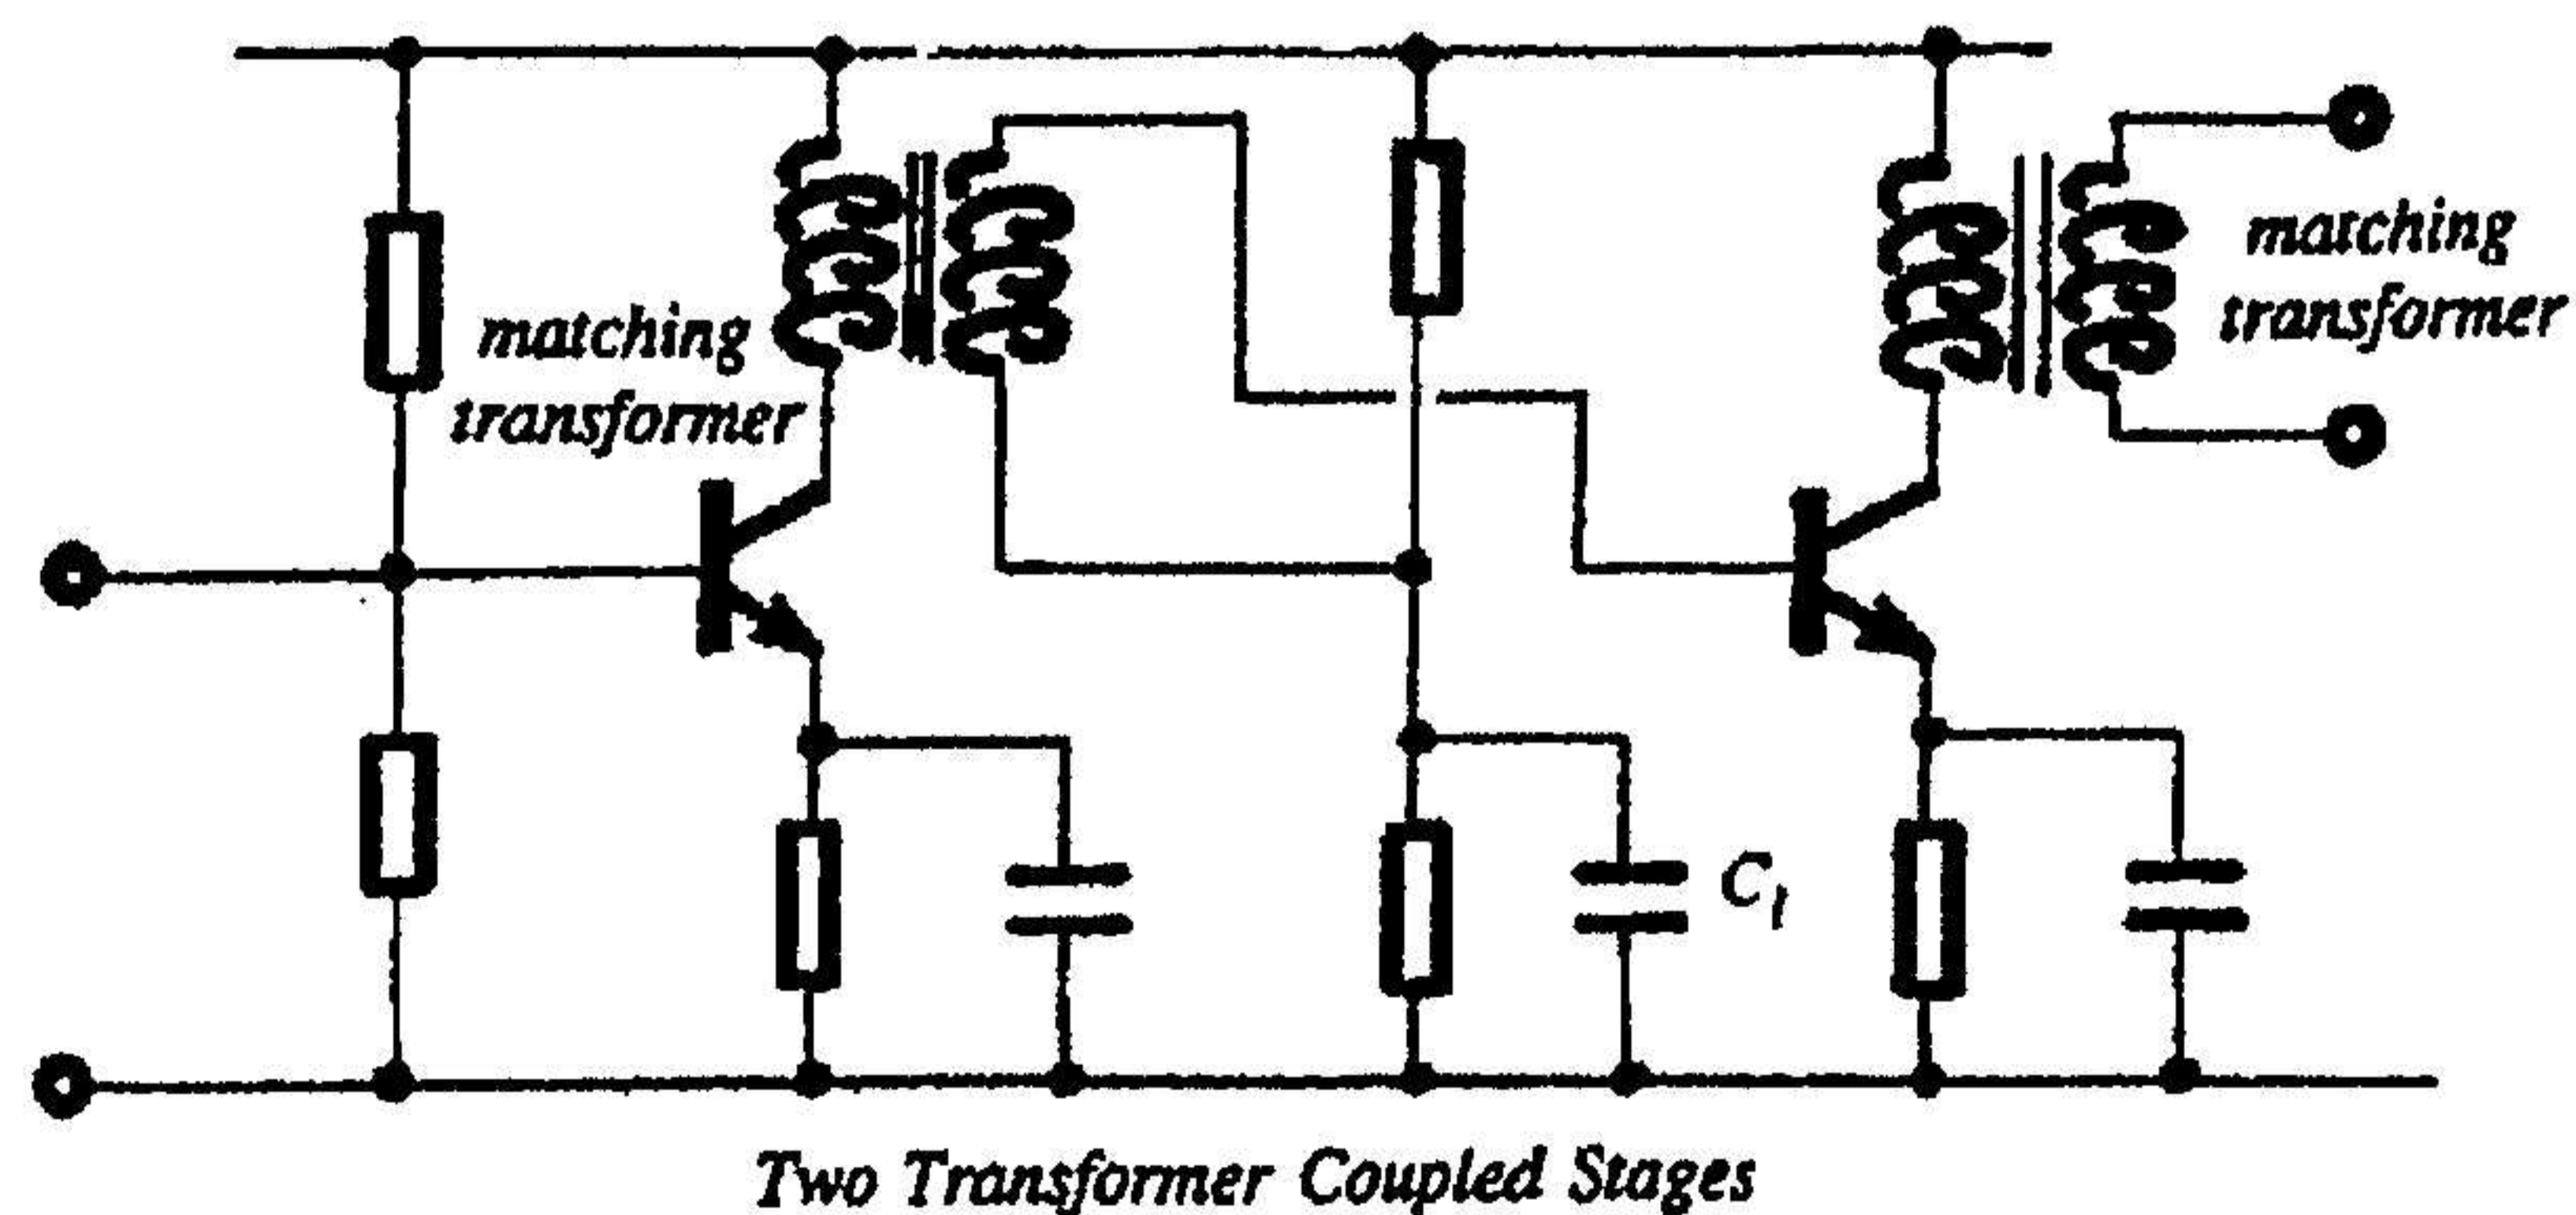 matching
transformer
matching
transformer
C₁
Two Transformer Coupled Stages